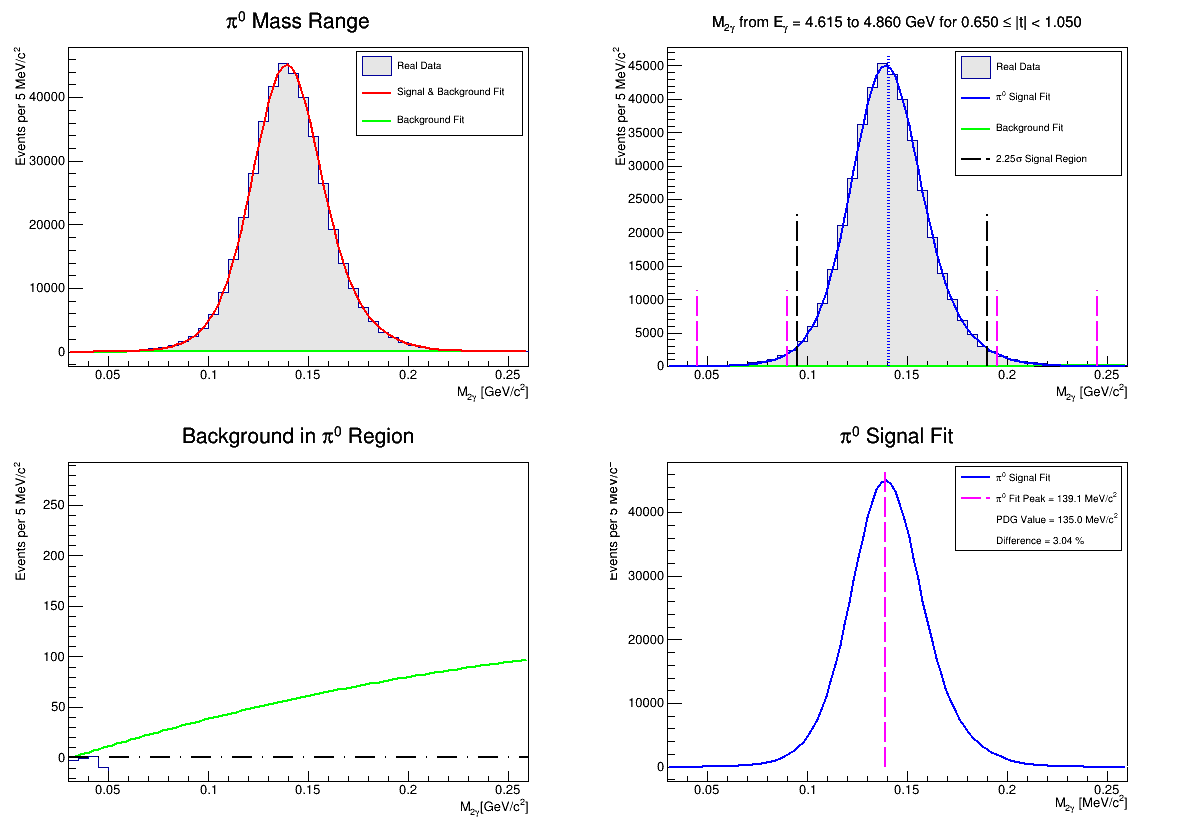 π⁰ Mass Range
Events per 5 MeV/c²
40000
30000
20000
10000
0
0.05 0.1 0.15 0.2 0.25
M₂γ [GeV/c²]
Real Data
Signal & Background Fit
Background Fit
M₂γ from Eγ = 4.615 to 4.860 GeV for 0.650 ≤ |t| < 1.050
Events per 5 MeV/c²
45000
40000
35000
30000
25000
20000
15000
10000
5000
0
0.05 0.1 0.15 0.2 0.25
M₂γ [GeV/c²]
Real Data
π⁰ Signal Fit
Background Fit
2.25σ Signal Region
Background in π⁰ Region
Events per 5 MeV/c²
250
200
150
100
50
0
0.05 0.1 0.15 0.2 0.25
M₂γ[GeV/c²]
π⁰ Signal Fit
Events per 5 MeV/c²
40000
30000
20000
10000
0
0.05 0.1 0.15 0.2 0.25
M₂γ [MeV/c²]
π⁰ Signal Fit
π⁰ Fit Peak = 139.1 MeV/c²
PDG Value = 135.0 MeV/c²
Difference = 3.04 %